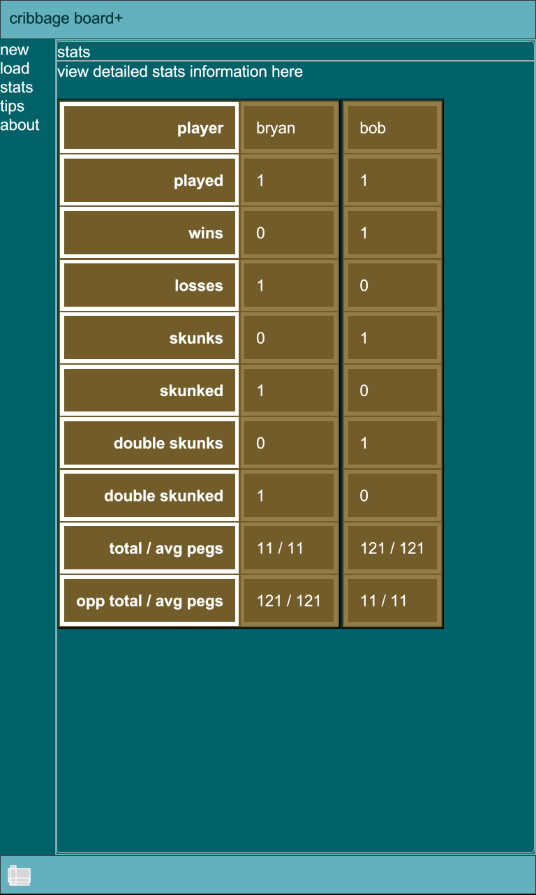 cribbage board+
new
load
stats
tips
about
stats
view detailed stats information here
player bryan bob
played 1 1
wins 0 1
losses 1 0
skunks 0 1
skunked 1 0
double skunks 0 1
double skunked 1 0
total / avg pegs 11 / 11 121 / 121
opp total / avg pegs 121 / 121 11 / 11